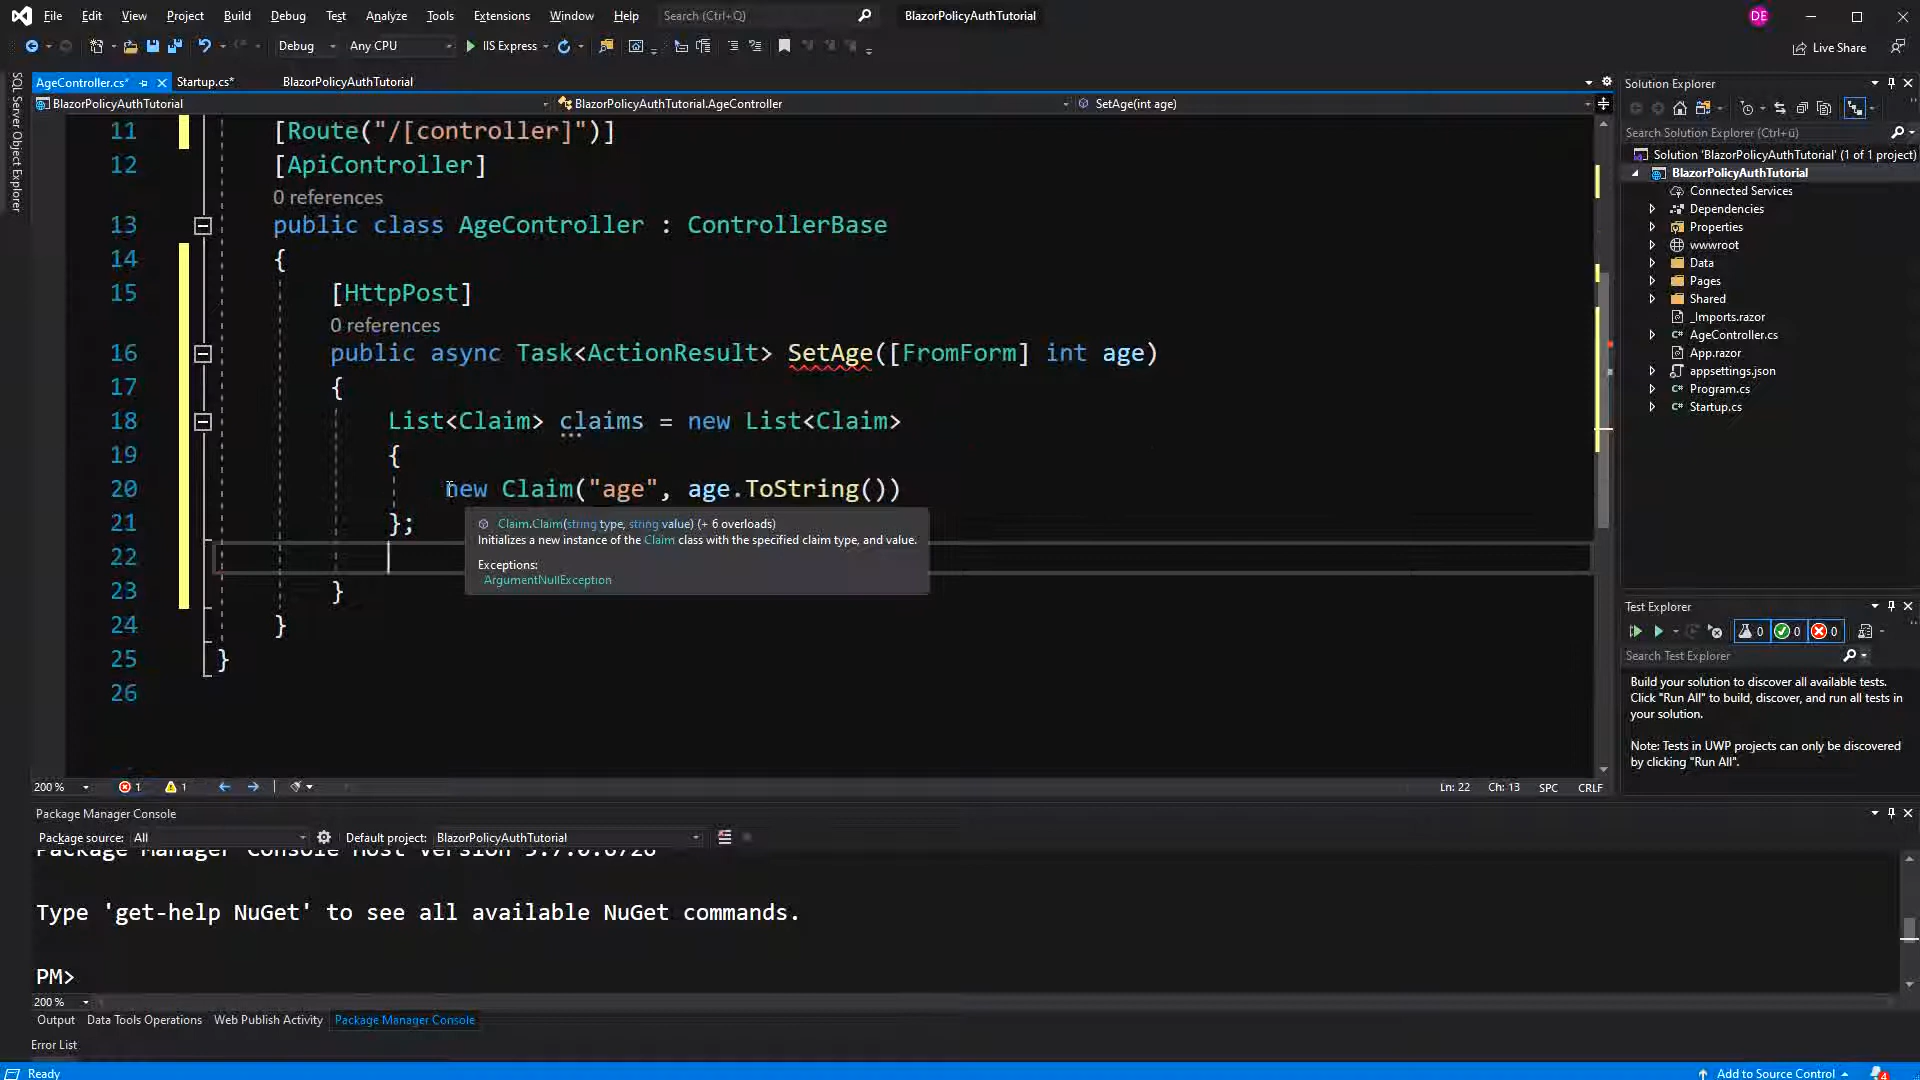 File Edit View Project Build Debug Test Analyze Tools Extensions Window Help Search (Ctrl+Q) BlazorPolicyAuthTutorial DE
Debug Any CPU IIS Express Live Share
SQL Server Object Explorer
AgeController.cs* Startup.cs* BlazorPolicyAuthTutorial
BlazorPolicyAuthTutorial BlazorPolicyAuthTutorial.AgeController SetAge(int age)
11 [Route("/[controller]")]
12 [ApiController]
0 references
13 public class AgeController : ControllerBase
14 {
15 [HttpPost]
0 references
16 public async Task<ActionResult> SetAge([FromForm] int age)
17 {
18 List<Claim> claims = new List<Claim>
19 {
20 new Claim("age", age.ToString())
21 };
Claim.Claim(string type, string value) (+ 6 overloads)
Initializes a new instance of the Claim class with the specified claim type, and value.
Exceptions:
ArgumentNullException
22
23 }
24 }
25 }
26
200 % 1 1 Ln: 22 Ch: 13 SPC CRLF
Package Manager Console
Package source: All Default project: BlazorPolicyAuthTutorial
Type 'get-help NuGet' to see all available NuGet commands.
PM>
200 %
Output Data Tools Operations Web Publish Activity Package Manager Console
Error List
Ready Add to Source Control 4
Solution Explorer
Search Solution Explorer (Ctrl+ü)
Solution 'BlazorPolicyAuthTutorial' (1 of 1 project)
BlazorPolicyAuthTutorial
Connected Services
Dependencies
Properties
wwwroot
Data
Pages
Shared
_Imports.razor
C# AgeController.cs
App.razor
appsettings.json
C# Program.cs
C# Startup.cs
Test Explorer
0 0 0
Search Test Explorer
Build your solution to discover all available tests.
Click "Run All" to build, discover, and run all tests in
your solution.
Note: Tests in UWP projects can only be discovered
by clicking "Run All".